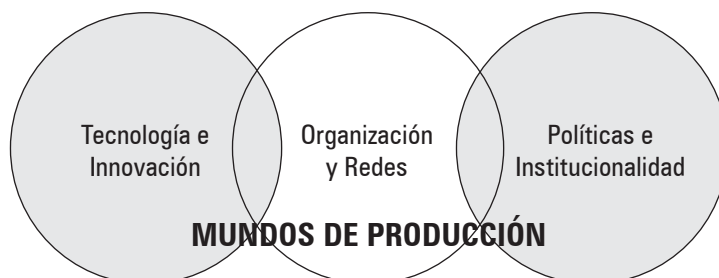 Tecnología e
Innovación
Organización
y Redes
Políticas e
Institucionalidad
MUNDOS DE PRODUCCIÓN